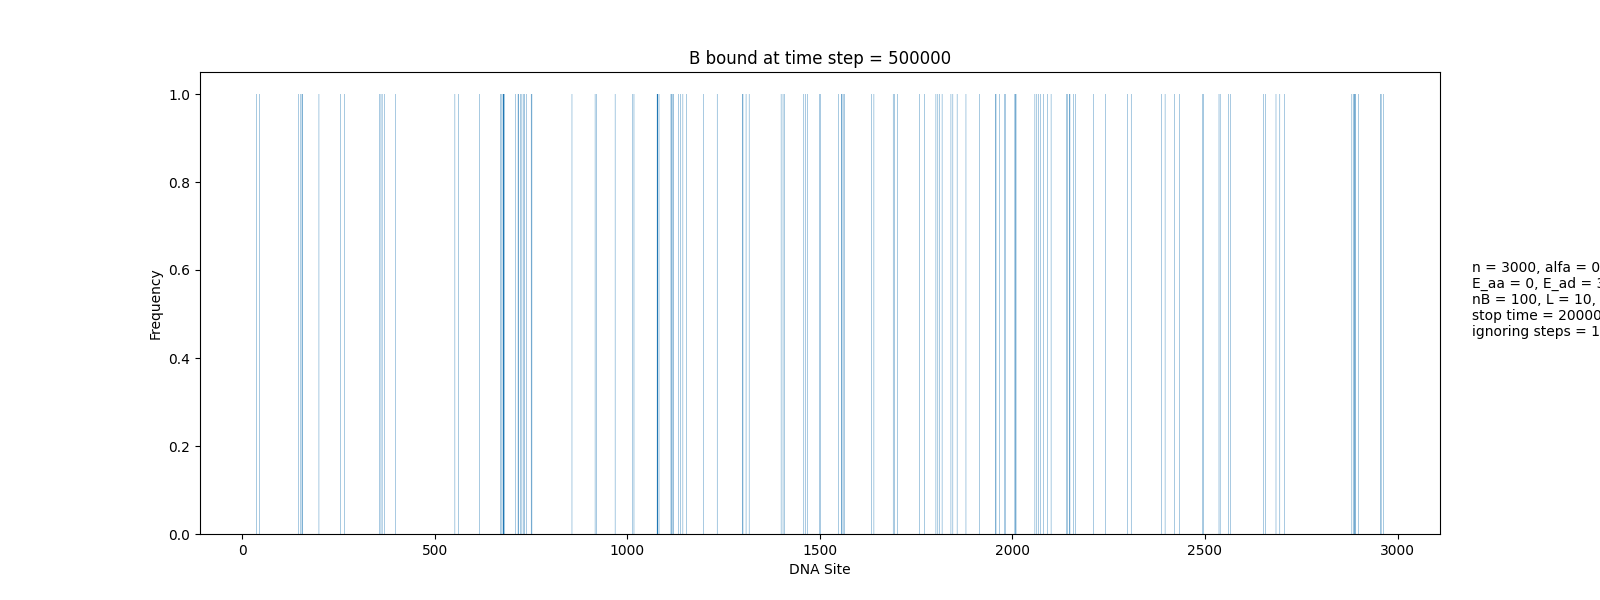 B bound at time step = 500000
1.0
0.8
0.6
0.4
0.2
0.0
Frequency
0 500 1000 1500 2000 2500 3000
DNA Site
n = 3000, alfa = 0
E_aa = 0, E_ad = 3
nB = 100, L = 10,
stop time = 20000
ignoring steps = 1